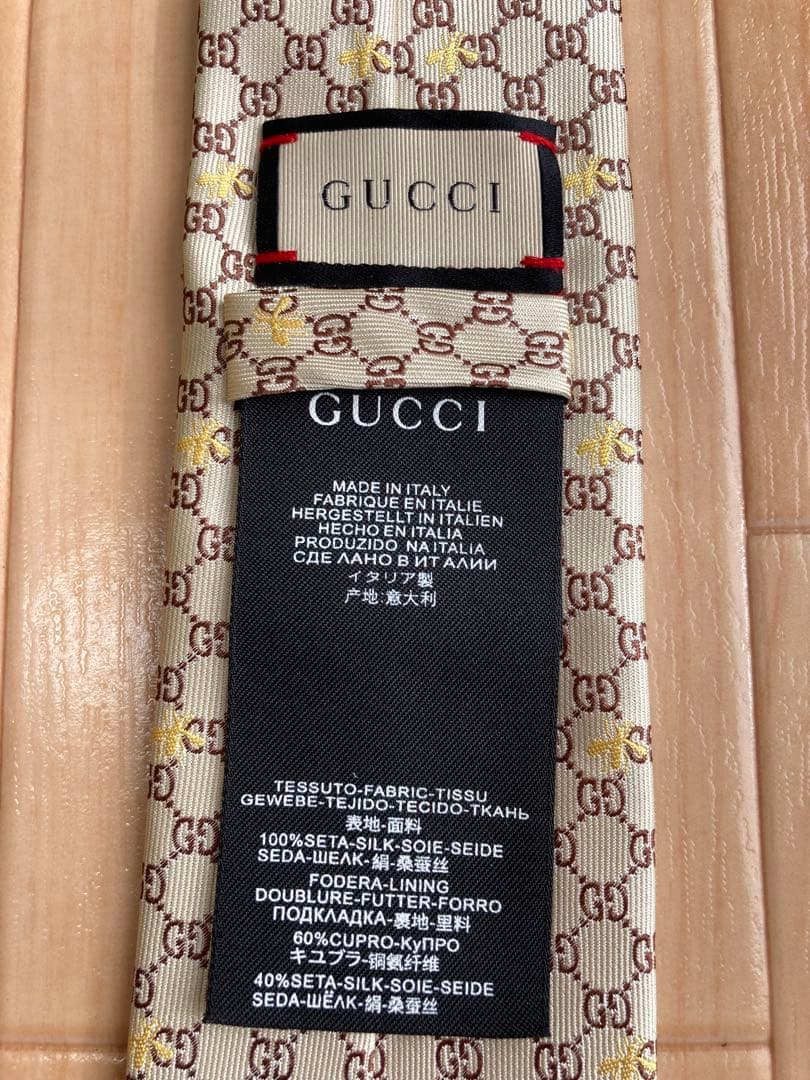 GUCCI
GUCCI
MADE IN ITALY
FABRIQUE EN ITALIE
HERGESTELLT IN ITALIEN
HECHO EN ITALIA
PRODUZIDO NA ITALIA
СДЕ ЛАНО В ИТ АЛИИ
イタリア製
产地:意大利
TESSUTO-FABRIC-TISSU
GEWEBE-TEJIDO-TECIDO-ТКАНЬ
表地-面料
100%SETA-SILK-SOIE-SEIDE
SEDA-ШЕЛК-絹-桑蚕丝
FODERA-LINING
DOUBLURE-FUTTER-FORRO
ПОДКЛАДКА-裏地-里料
60%CUPRO-КуПРО
キユプラ-铜氨纤维
40%SETA-SILK-SOIE-SEIDE
SEDA-ШЁЛК-絹-桑蚕丝